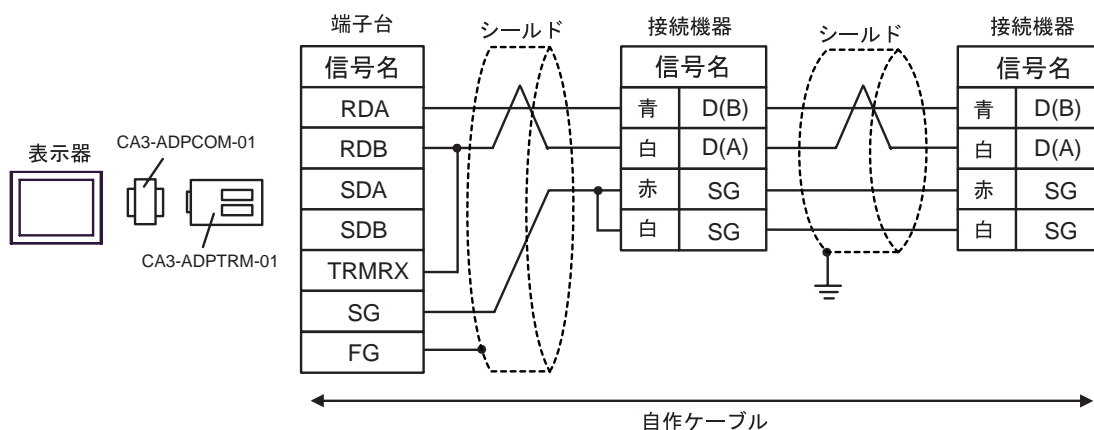 表示器
CA3-ADPCOM-01
CA3-ADPTRM-01
端子台
信号名
RDA
RDB
SDA
SDB
TRMRX
SG
FG
シールド
接続機器
信号名
青 D(B)
白 D(A)
赤 SG
白 SG
シールド
接続機器
信号名
青 D(B)
白 D(A)
赤 SG
白 SG
自作ケーブル